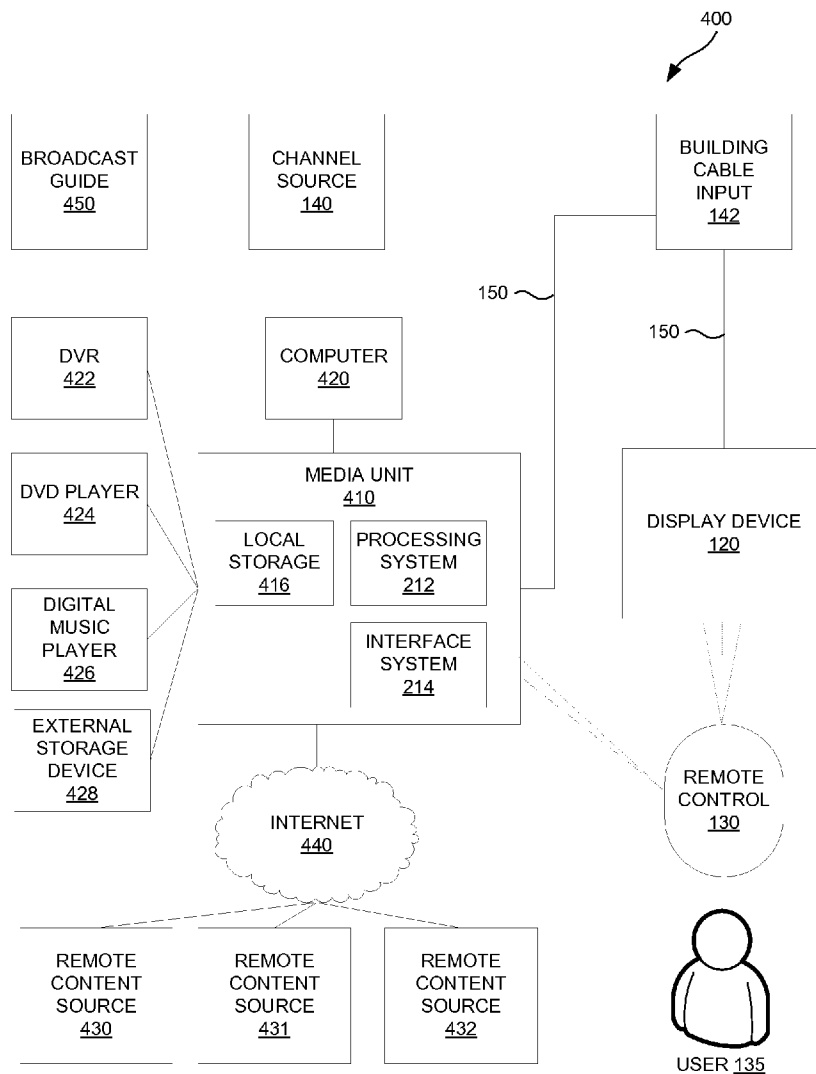 400
BROADCAST
GUIDE
450
CHANNEL
SOURCE
140
BUILDING
CABLE
INPUT
142
150
150
DVR
422
COMPUTER
420
DVD PLAYER
424
MEDIA UNIT
410
LOCAL
STORAGE
416
PROCESSING
SYSTEM
212
INTERFACE
SYSTEM
214
DISPLAY DEVICE
120
DIGITAL
MUSIC
PLAYER
426
EXTERNAL
STORAGE
DEVICE
428
INTERNET
440
REMOTE
CONTROL
130
REMOTE
CONTENT
SOURCE
430
REMOTE
CONTENT
SOURCE
431
REMOTE
CONTENT
SOURCE
432
USER 135